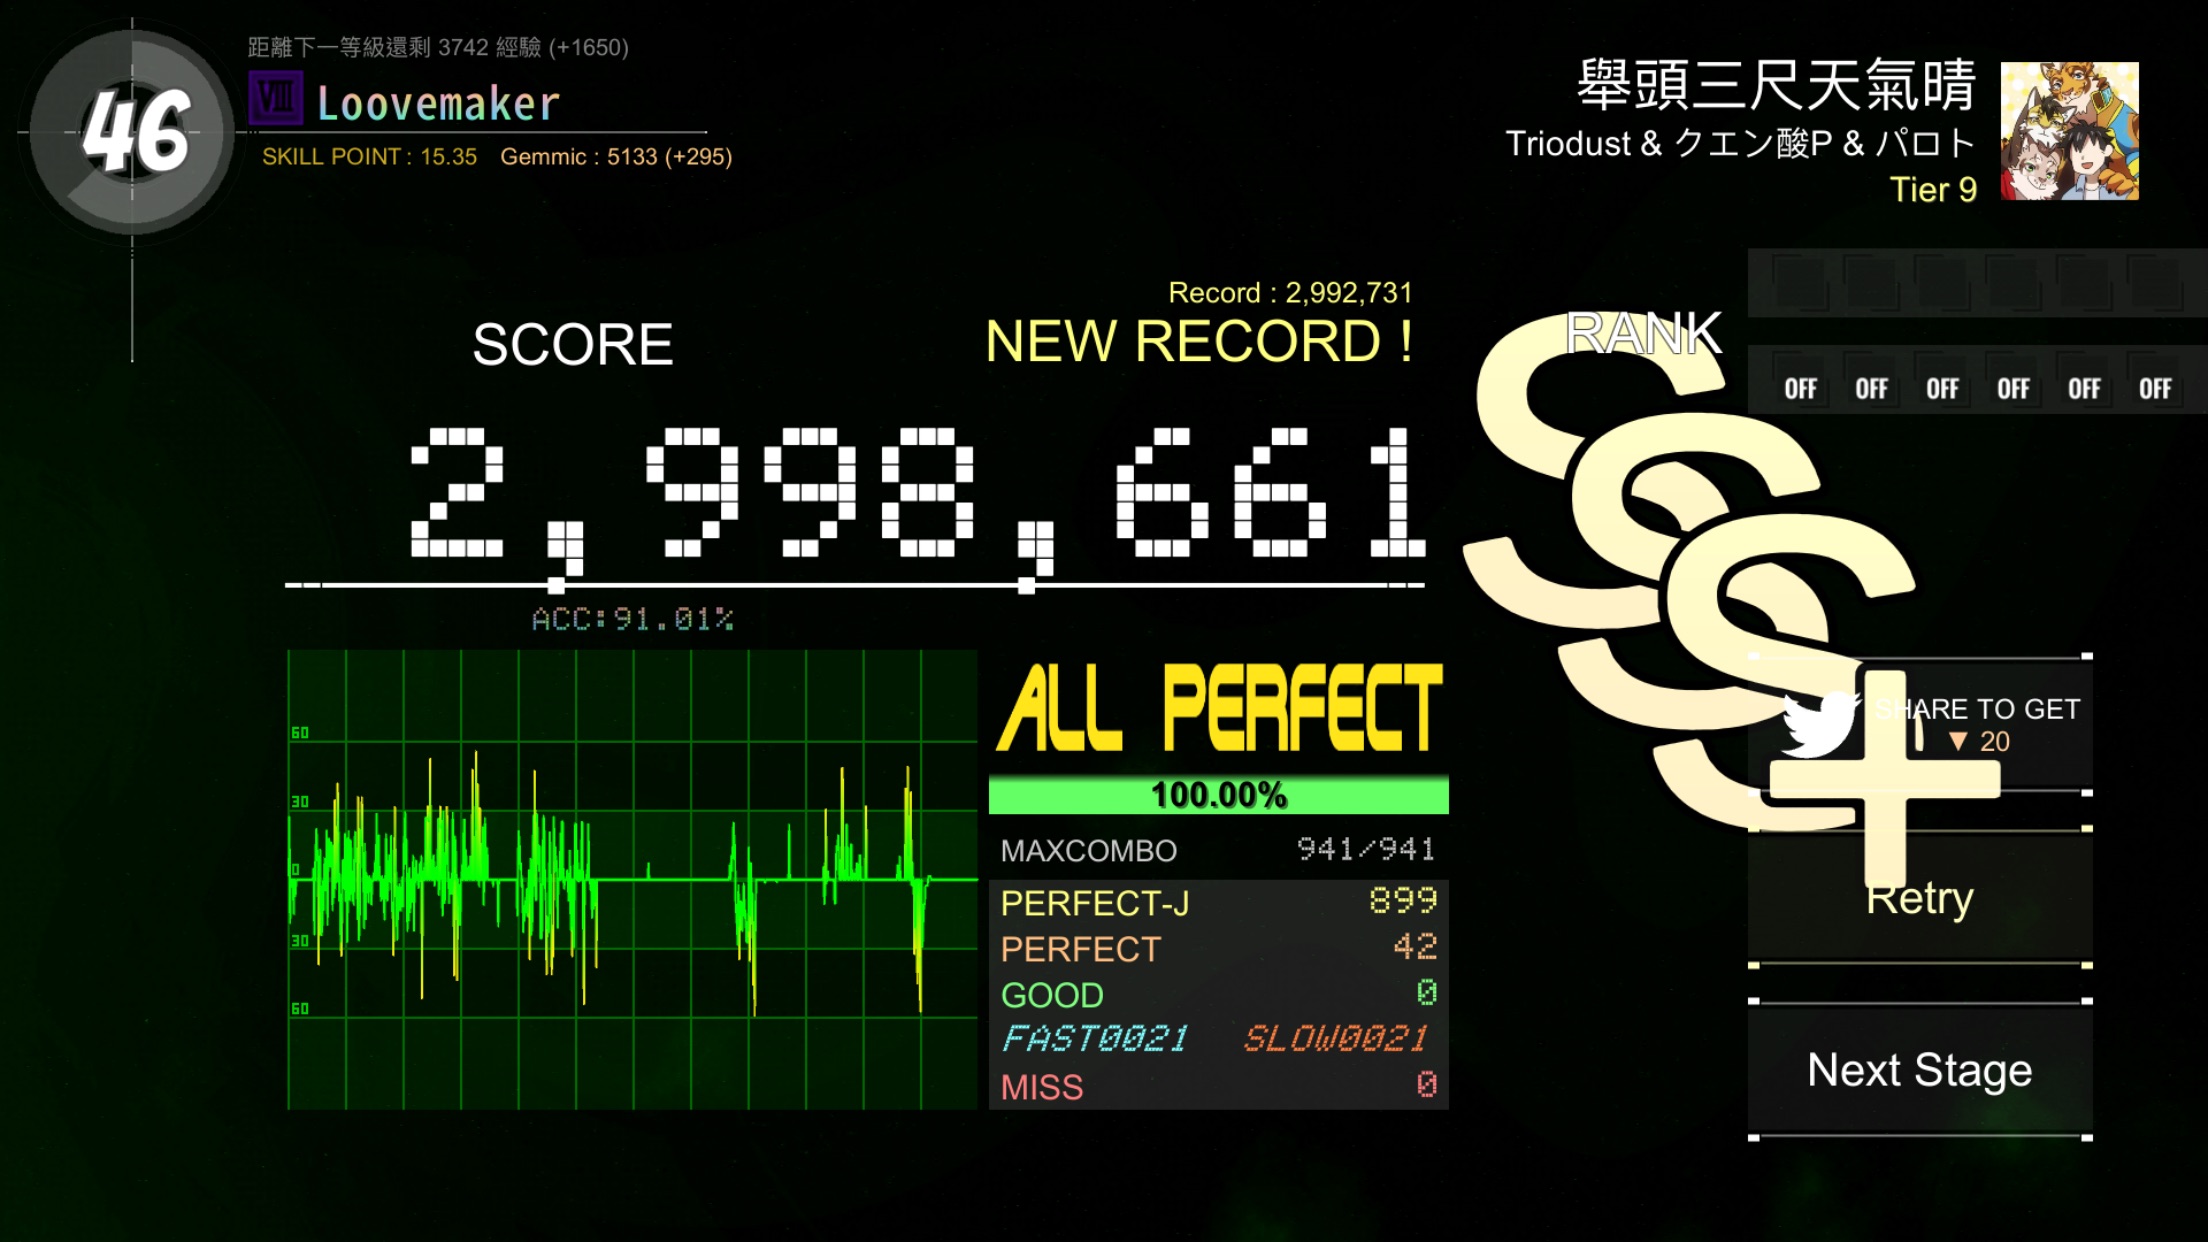 46
距離下一等級還剩 3742 經驗 (+1650)
VIII
Loovemaker
SKILL POINT : 15.35 Gemmic : 5133 (+295)
舉頭三尺天氣晴
Triodust & クエン酸P & パロト
Tier 9
Record : 2,992,731
SCORE
NEW RECORD !
RANK
SSS+
OFF OFF OFF OFF OFF OFF
2,998,661
ACC:91.01%
60
30
0
30
60
ALL PERFECT
100.00%
MAXCOMBO 941/941
PERFECT-J 899
PERFECT 42
GOOD 0
FAST0021 SLOW0021
MISS 0
SHARE TO GET
▼ 20
Retry
Next Stage